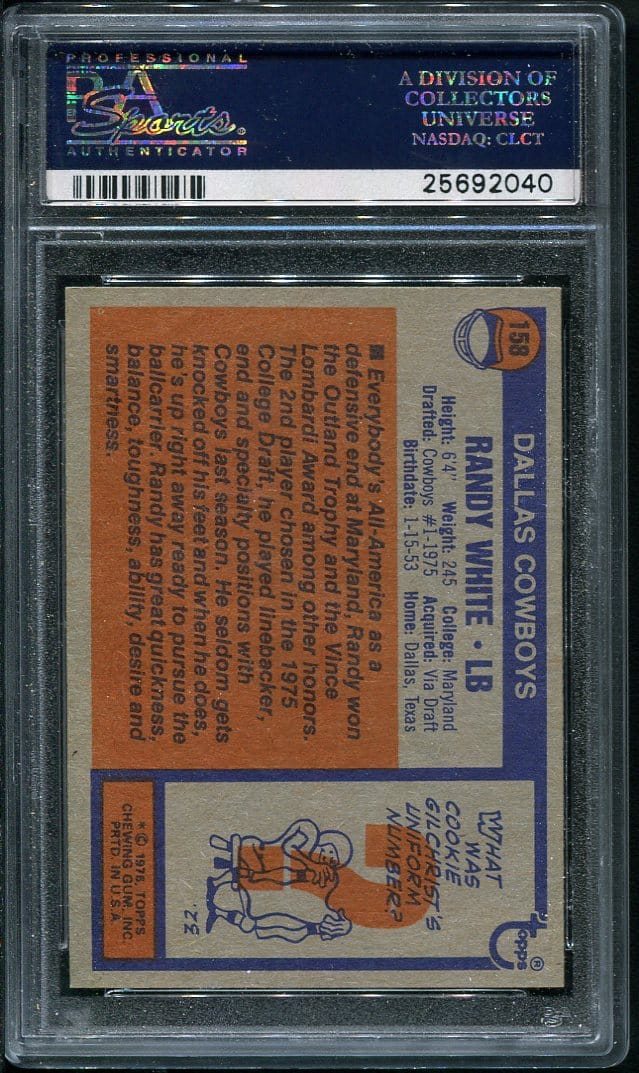 PROFESSIONAL
PSA
Sports®
AUTHENTICATOR
A DIVISION OF
COLLECTORS
UNIVERSE
NASDAQ: CLCT
25692040
158
DALLAS COWBOYS
RANDY WHITE • LB
Height: 6'4" Weight: 245 College: Maryland
Drafted: Cowboys #1-1975 Acquired: Via Draft
Birthdate: 1-15-53 Home: Dallas, Texas
■ Everybody's All-America as a
defensive end at Maryland, Randy won
the Outland Trophy and the Vince
Lombardi Award among other honors.
The 2nd player chosen in the 1975
College Draft, he played linebacker,
end and specialty positions with
Cowboys last season. He seldom gets
knocked off his feet and when he does,
he's up right away ready to pursue the
ballcarrier. Randy has great quickness,
balance, toughness, ability, desire and
smartness.
Topps®
WHAT
WAS
COOKIE
GILCHRIST'S
UNIFORM
NUMBER?
?
32.
* © 1976 TOPPS
CHEWING GUM, INC.
PRTD. IN U.S.A.